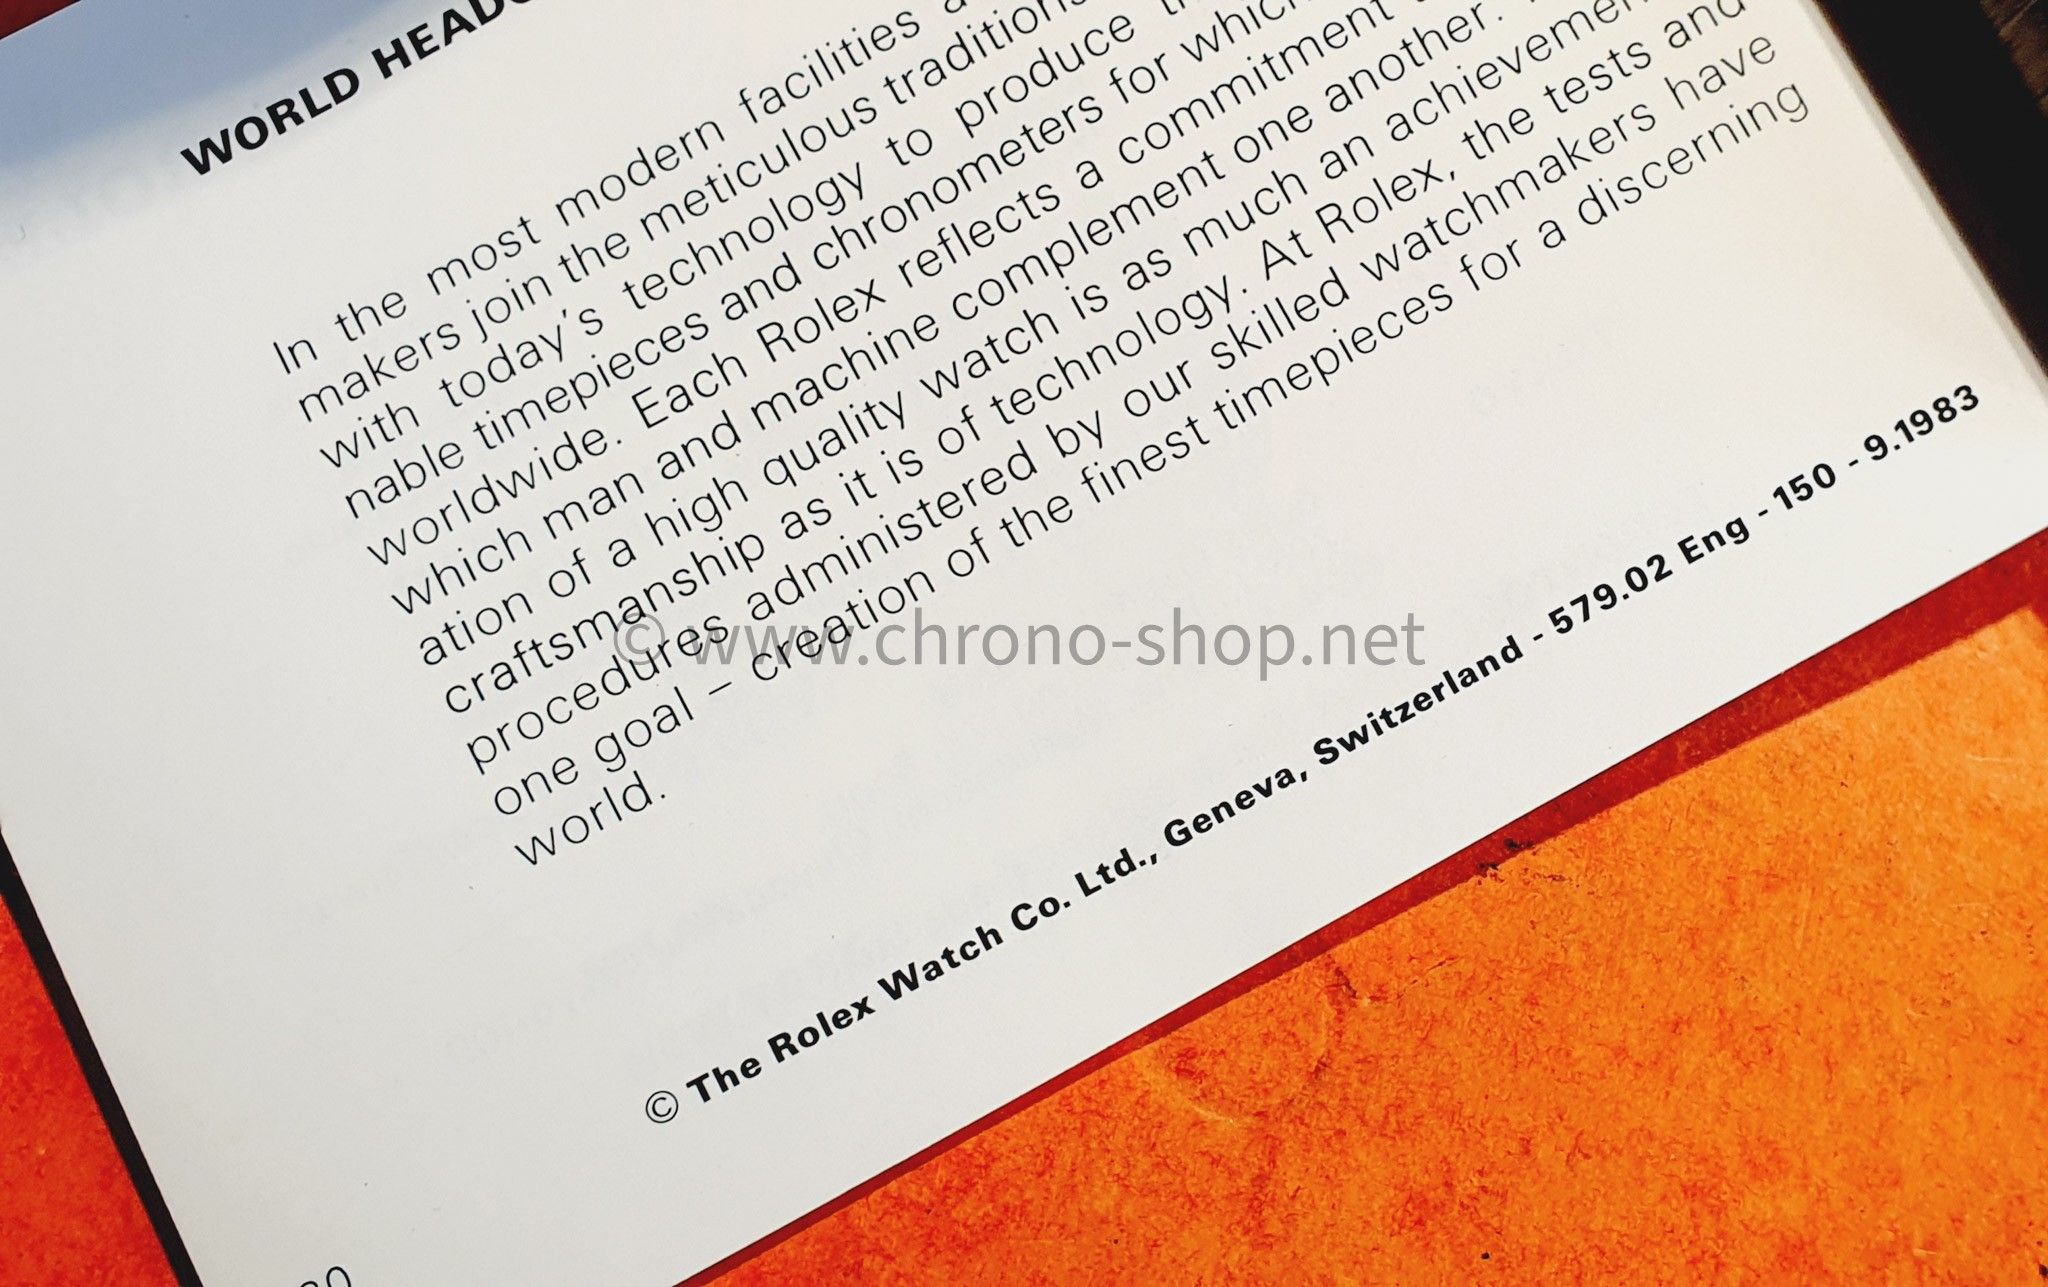 WORLD
In the most modern facilities
makers join the meticulous
with today's technology to produce
nable timepieces and chronometers for which
worldwide. Each Rolex reflects a commitment
which man and machine complement one another.
ation of a high quality watch is as much an
craftsmanship as it is of technology. At Rolex, the tests and
procedures administered by our skilled watchmakers have
one goal – creation of the finest timepieces for a discerning
world.
© www.chrono-shop.net
© The Rolex Watch Co. Ltd., Geneva, Switzerland - 579.02 Eng - 150 - 9.1983